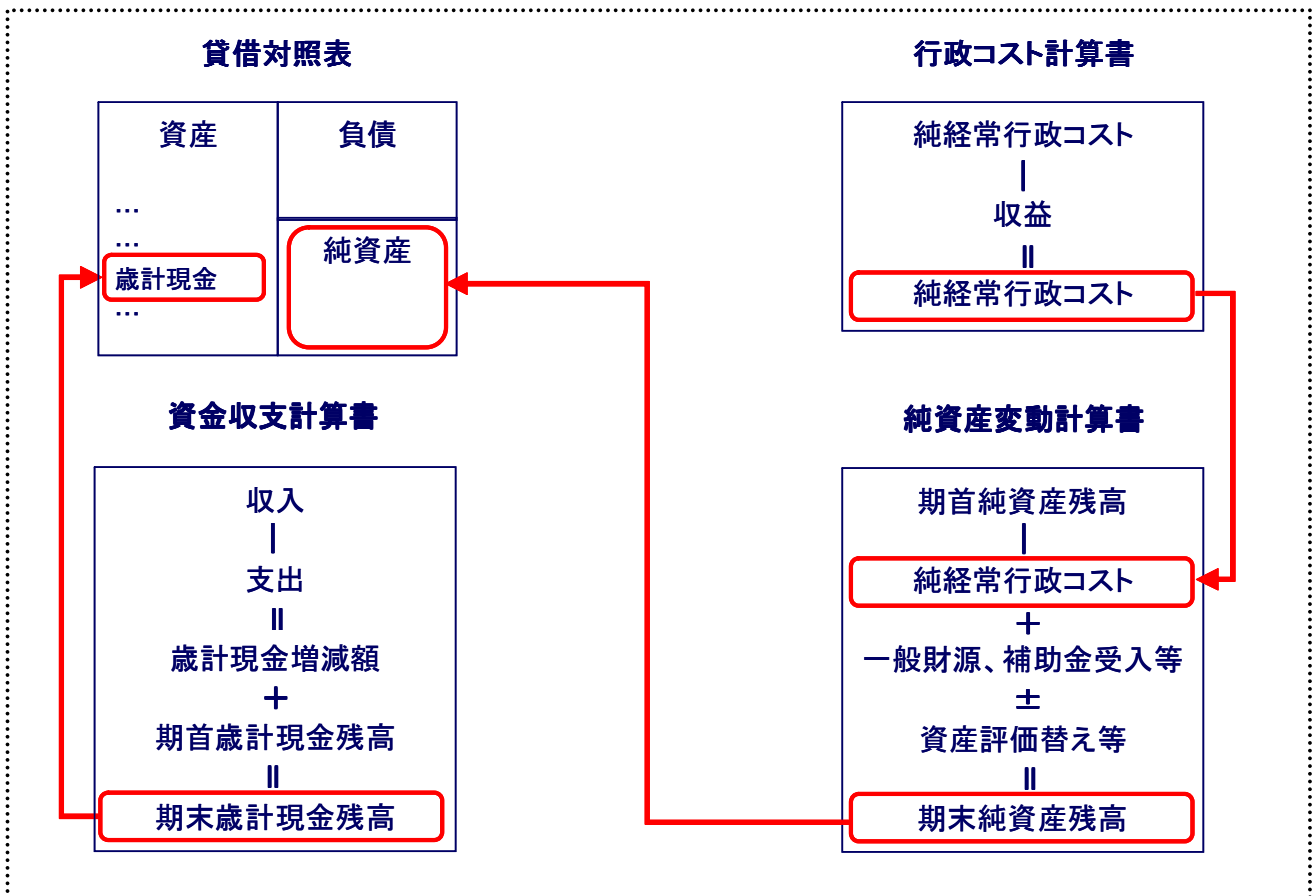 貸借対照表
資産
負債
…
…
歳計現金
…
純資産
行政コスト計算書
純経常行政コスト
－
収益
＝
純経常行政コスト
資金収支計算書
収入
－
支出
＝
歳計現金増減額
＋
期首歳計現金残高
＝
期末歳計現金残高
純資産変動計算書
期首純資産残高
－
純経常行政コスト
＋
一般財源、補助金受入等
±
資産評価替え等
＝
期末純資産残高